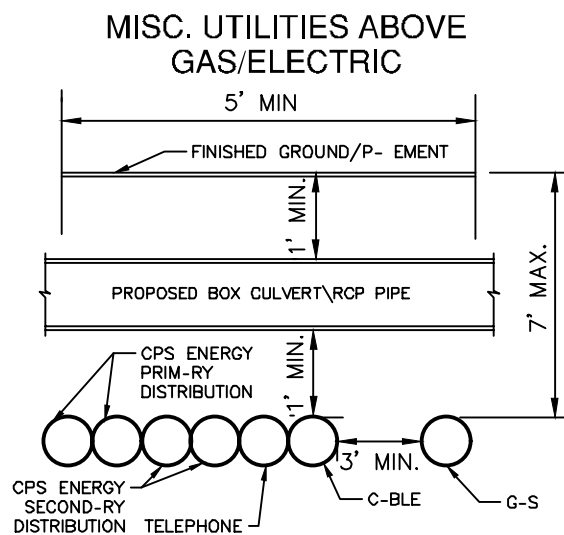 MISC. UTILITIES ABOVE
GAS/ELECTRIC
5' MIN
FINISHED GROUND/P- EMENT
1' MIN.
7' MAX.
PROPOSED BOX CULVERT\RCP PIPE
1' MIN.
CPS ENERGY
PRIM-RY
DISTRIBUTION
3' MIN.
CPS ENERGY
SECOND-RY
DISTRIBUTION
TELEPHONE
C-BLE
G-S